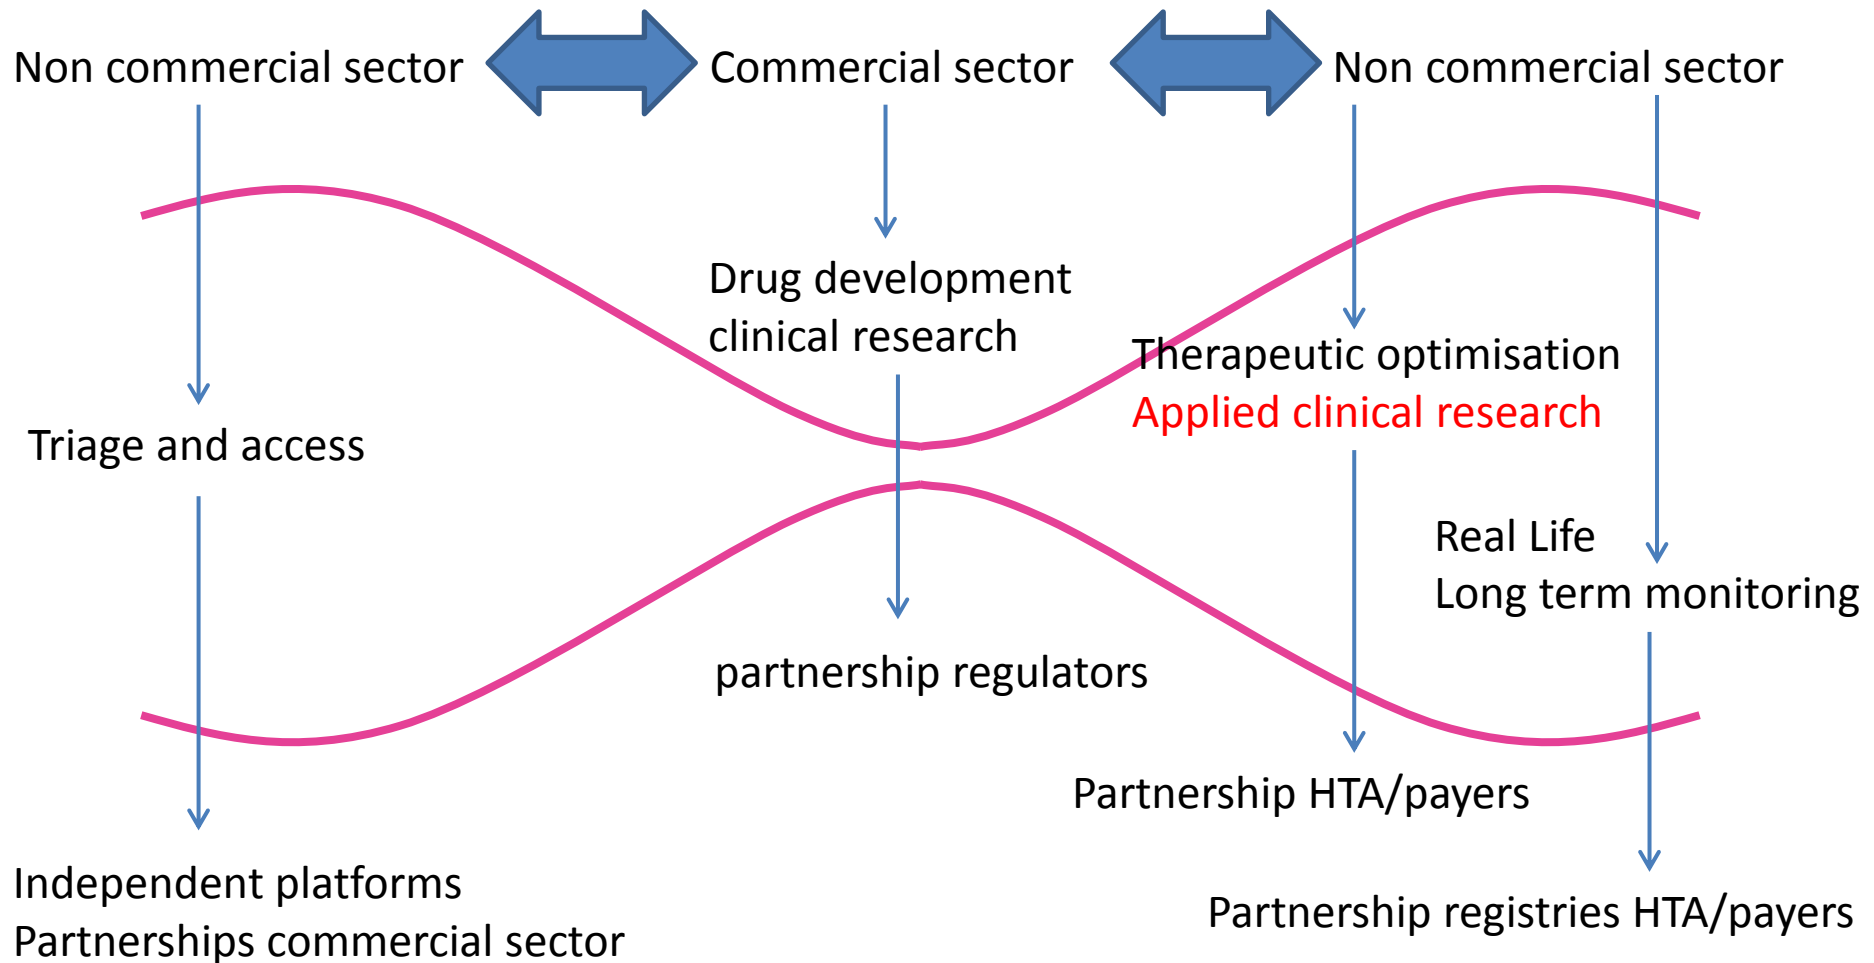 Non commercial sector
Commercial sector
Non commercial sector
Drug development
clinical research
Therapeutic optimisation
Applied clinical research
Triage and access
Real Life
Long term monitoring
partnership regulators
Partnership HTA/payers
Independent platforms
Partnerships commercial sector
Partnership registries HTA/payers